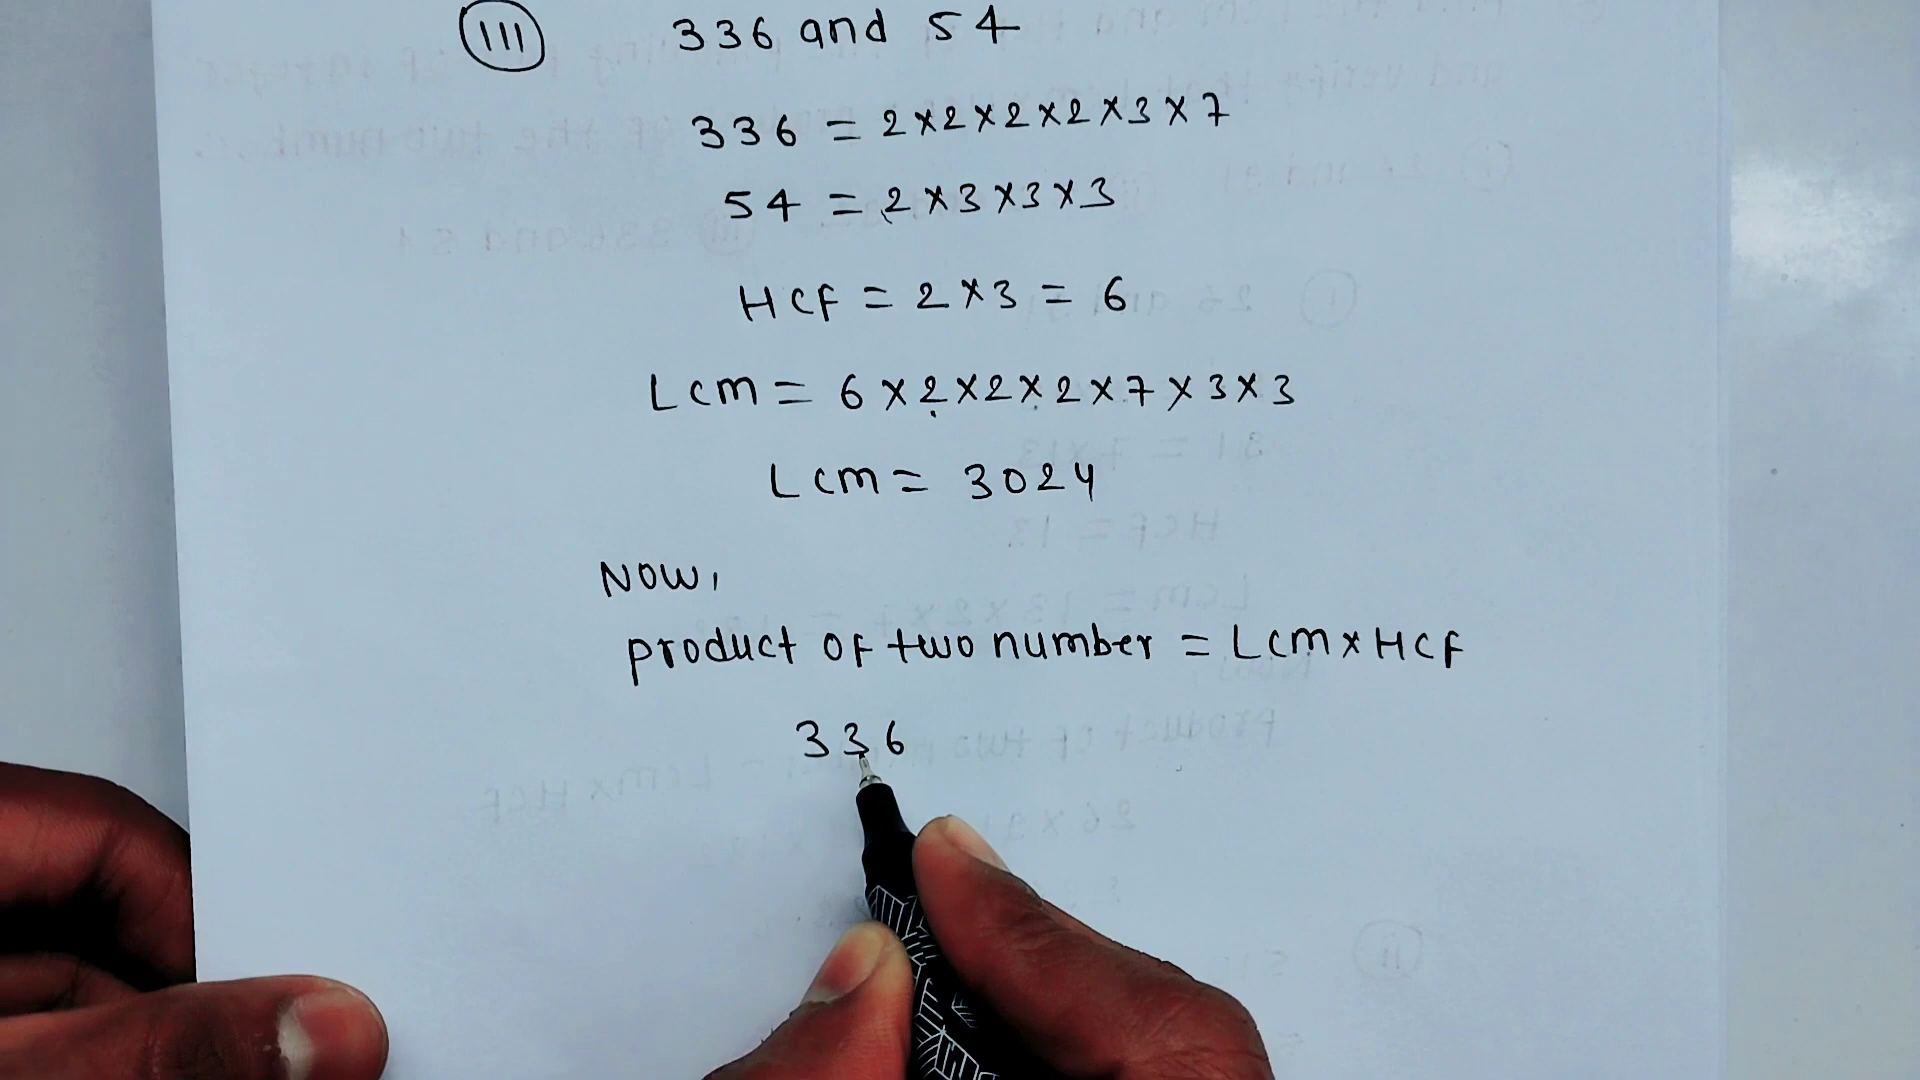 III 336 and 54
336 = 2×2×2×2×3×7
54 = 2×3×3×3
HCF = 2×3 = 6
Lcm = 6×2×2×2×7×3×3
Lcm = 3024
NOW,
product of two number = Lcm×HCF
336